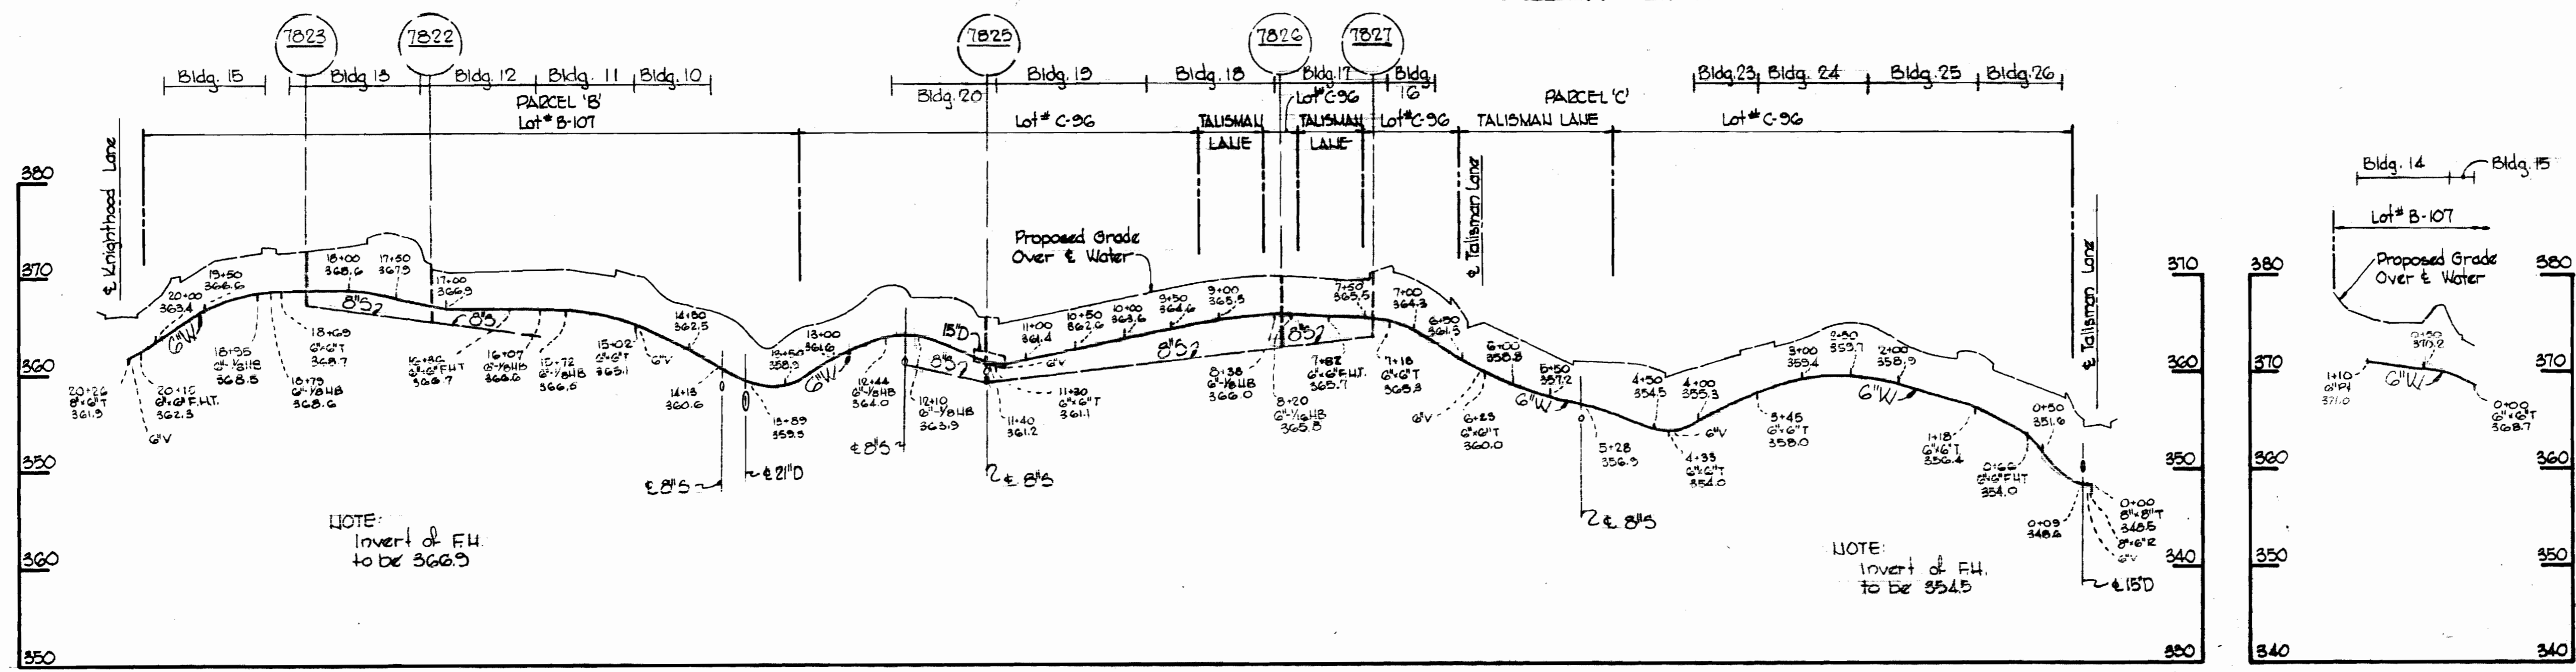 7823
7822
7825
7826
7827
Bldg. 15
Bldg 13
Bldg. 12
Bldg. 11
Bldg. 10
Bldg. 20
Bldg. 19
Bldg. 18
Bldg. 17
Bldg.
16
Bldg. 23
Bldg. 24
Bldg. 25
Bldg. 26
PARCEL 'B'
Lot# B-107
Lot# C-96
TALISMAN
LANE
Lot# C-96
TALISMAN
LANE
Lot# C-96
PARCEL 'C'
TALISMAN LANE
Lot# C-96
Bldg. 14
Bldg. 15
Lot# B-107
℄ Knighthood Lane
℄ Talisman Lane
℄ Talisman Lane
Proposed Grade
Over ℄ Water
Proposed Grade
Over ℄ Water
380
370
360
350
360
350
20+26
8"x6"T
361.9
20+00
363.4
6"V
6"W
19+50
366.6
18+95
6"-1/8HB
368.5
18+79
6"-1/8HB
368.6
18+69
6"x6"T
368.7
18+00
368.6
8"S
17+50
367.9
17+00
366.9
8"S
6"x6"F.H.T
366.7
16+07
6"-1/8HB
366.6
15+72
6"-1/8HB
366.5
15+02
6"x6"T
365.1
6"V
14+50
362.5
14+13
360.6
℄ 8"S
℄ 21"D
13+89
359.5
13+50
358.9
13+00
361.6
6"W
12+44
364.0
℄ 8"S
12+10
6"-1/8HB
363.9
8"S
15"D
11+40
361.2
℄ 8"S
11+30
6"x6"T
361.1
6"V
11+00
361.4
10+50
362.6
10+00
363.6
9+50
364.6
9+00
365.5
8"S
8+38
6"-1/8HB
366.0
8+20
6"-1/16HB
365.8
8"S
6"x6"F.H.T.
365.7
7+50
365.5
7+18
6"x6"T
365.3
7+00
364.3
6+50
361.3
6"V
6+23
6"x6"T
360.0
6+00
358.8
5+50
357.2
6"W
5+28
356.9
℄ 8"S
4+50
354.5
4+33
6"x6"T
354.0
6"V
4+00
355.3
3+45
6"x6"T
358.0
3+00
359.4
2+50
359.7
2+00
358.9
6"W
1+18
6"x6"T
356.4
0+66
6"x6"F.H.T
354.0
0+50
351.6
0+09
348.6
0+00
8"x8"T
348.5
8"x6"R
6"V
℄ 15"D
NOTE:
Invert of F.H.
to be 366.9
NOTE:
Invert of F.H.
to be 354.5
360
350
340
380
370
360
350
340
380
370
360
350
340
1+10
371.0
6"W
0+50
370.2
0+00
6"x6"T
368.7